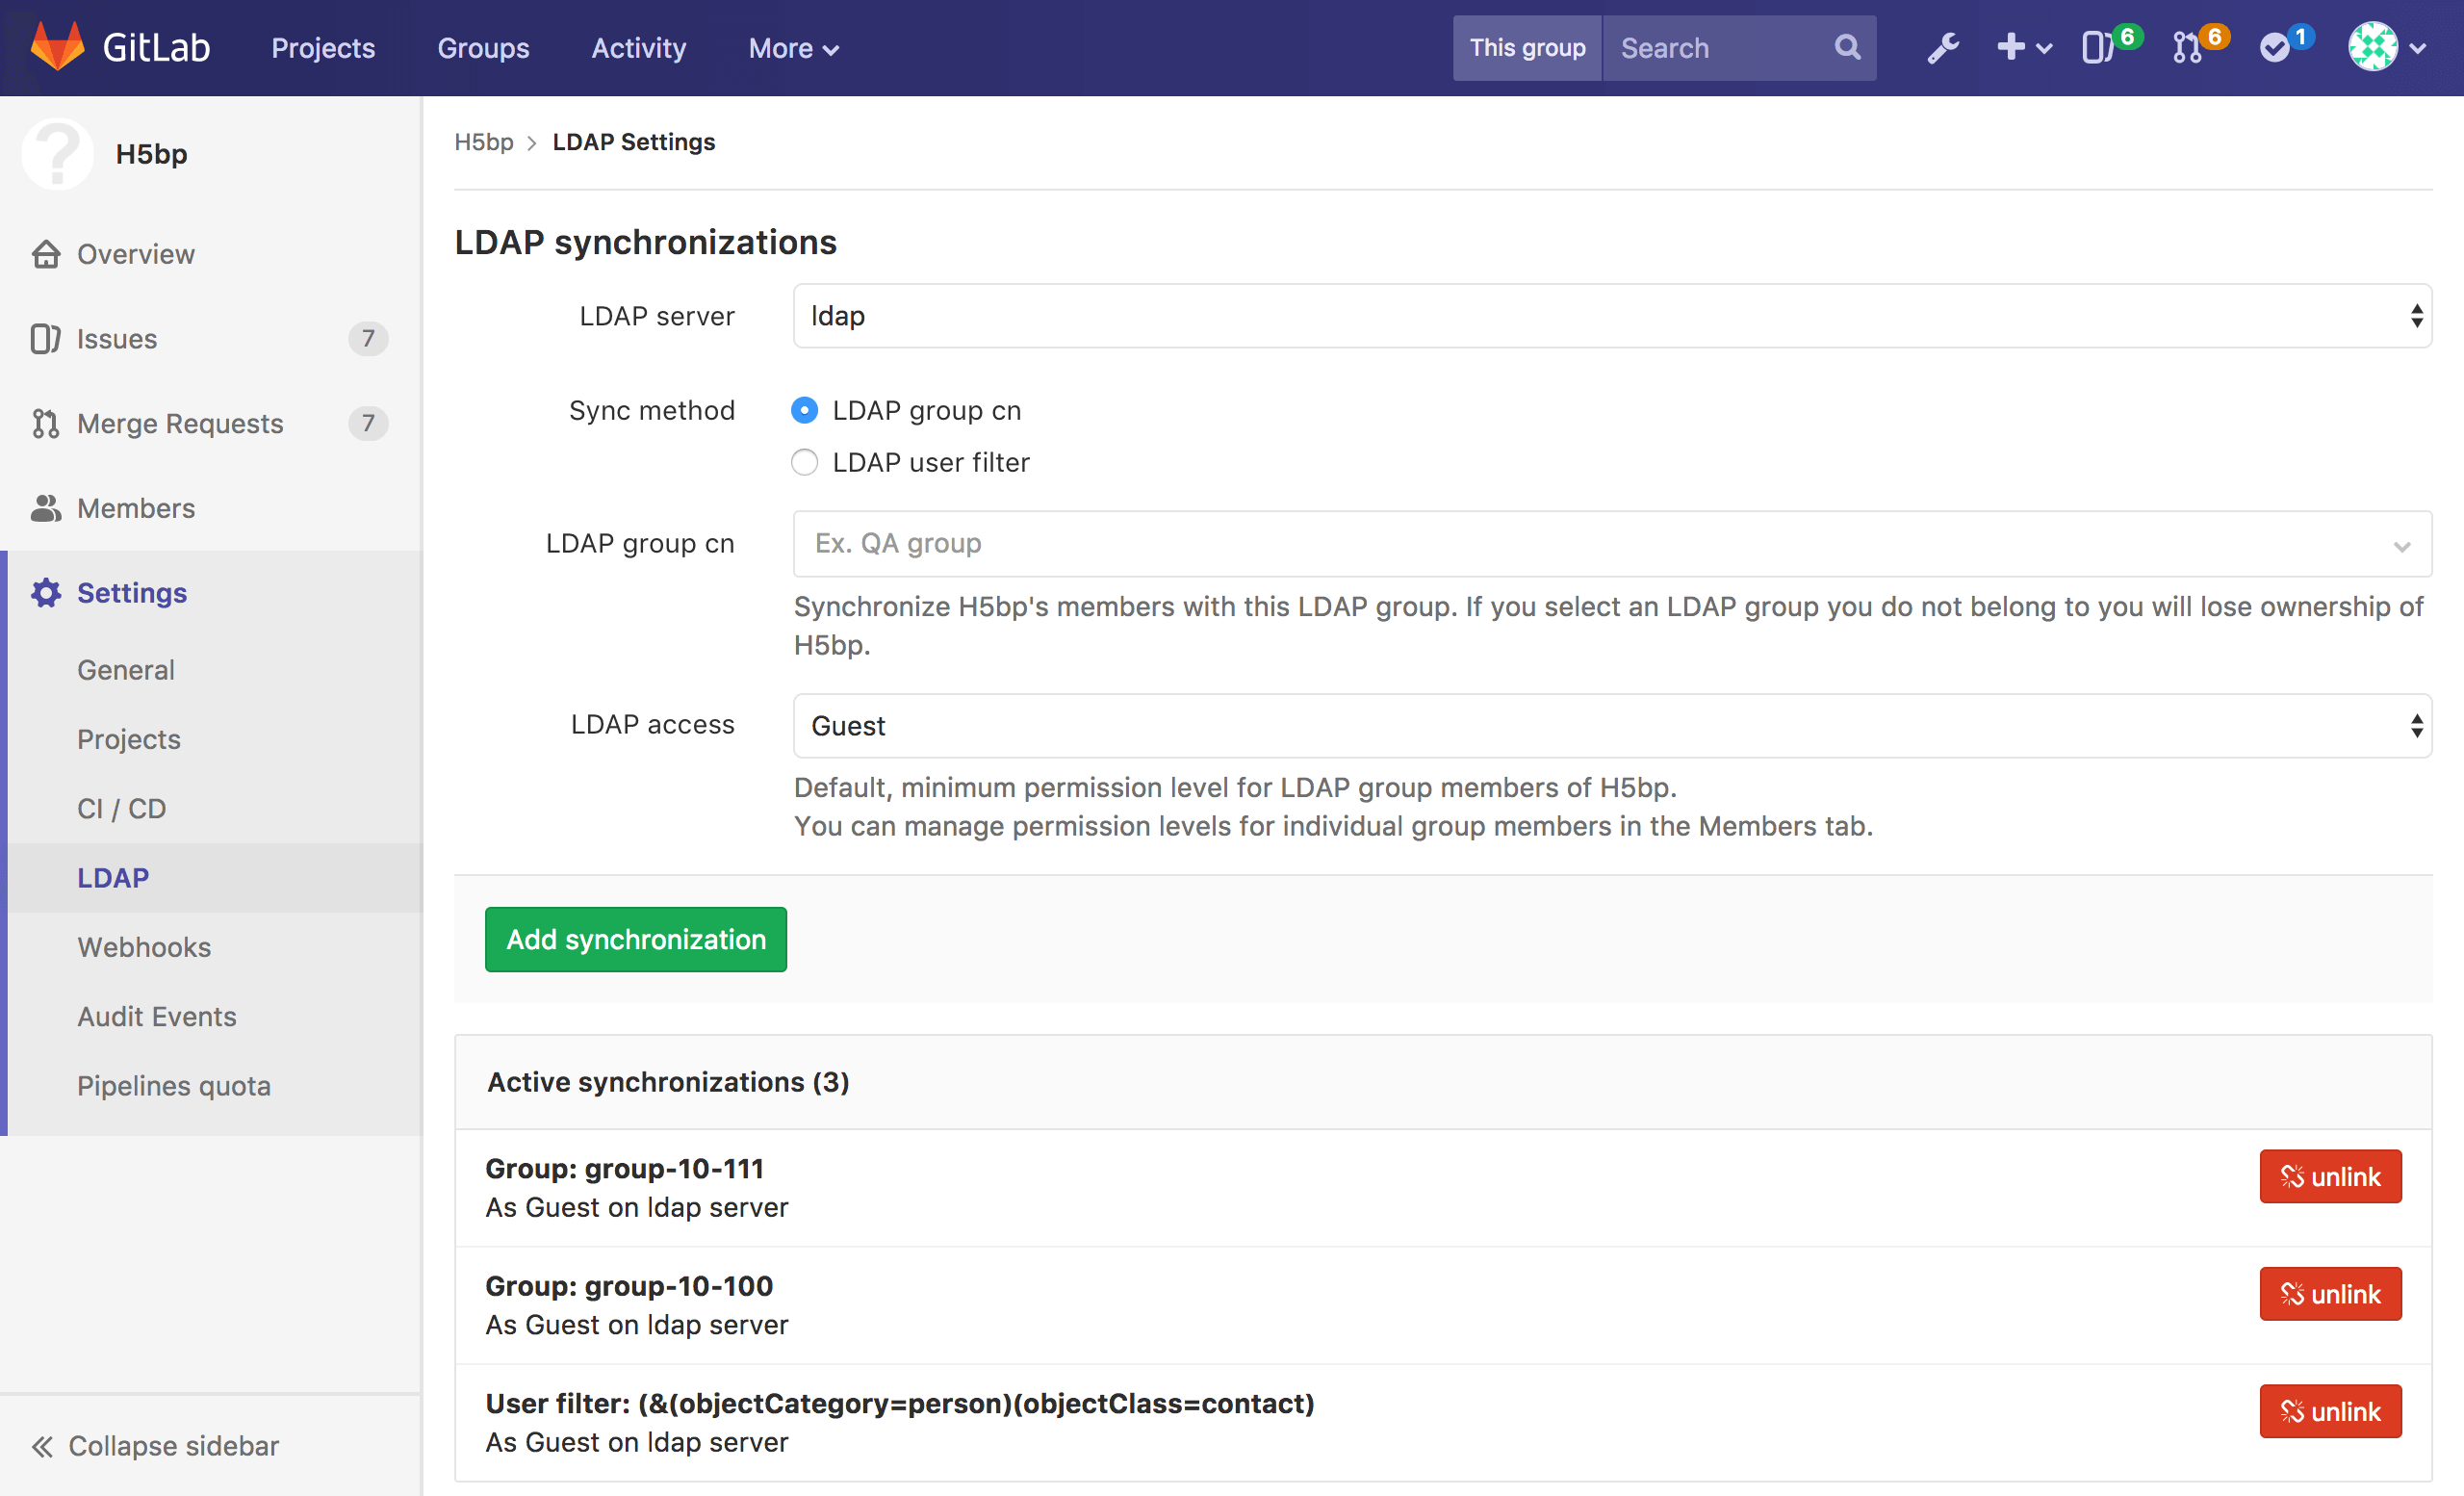 GitLab
Projects
Groups
Activity
More
This group
Search
6
6
1
H5bp
Overview
Issues
7
Merge Requests
7
Members
Settings
General
Projects
CI / CD
LDAP
Webhooks
Audit Events
Pipelines quota
Collapse sidebar
H5bp > LDAP Settings
LDAP synchronizations
LDAP server
ldap
Sync method
LDAP group cn
LDAP user filter
LDAP group cn
Ex. QA group
Synchronize H5bp's members with this LDAP group. If you select an LDAP group you do not belong to you will lose ownership of
H5bp.
LDAP access
Guest
Default, minimum permission level for LDAP group members of H5bp.
You can manage permission levels for individual group members in the Members tab.
Add synchronization
Active synchronizations (3)
Group: group-10-111
As Guest on ldap server
unlink
Group: group-10-100
As Guest on ldap server
unlink
User filter: (&(objectCategory=person)(objectClass=contact)
As Guest on ldap server
unlink